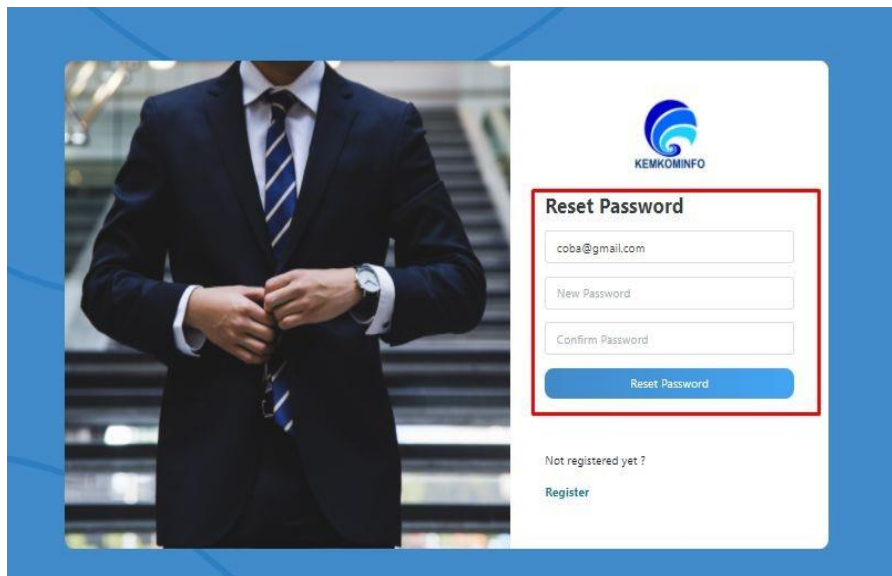 KEMKOMINFO
Reset Password
coba@gmail.com
New Password
Confirm Password
Reset Password
Not registered yet ?
Register